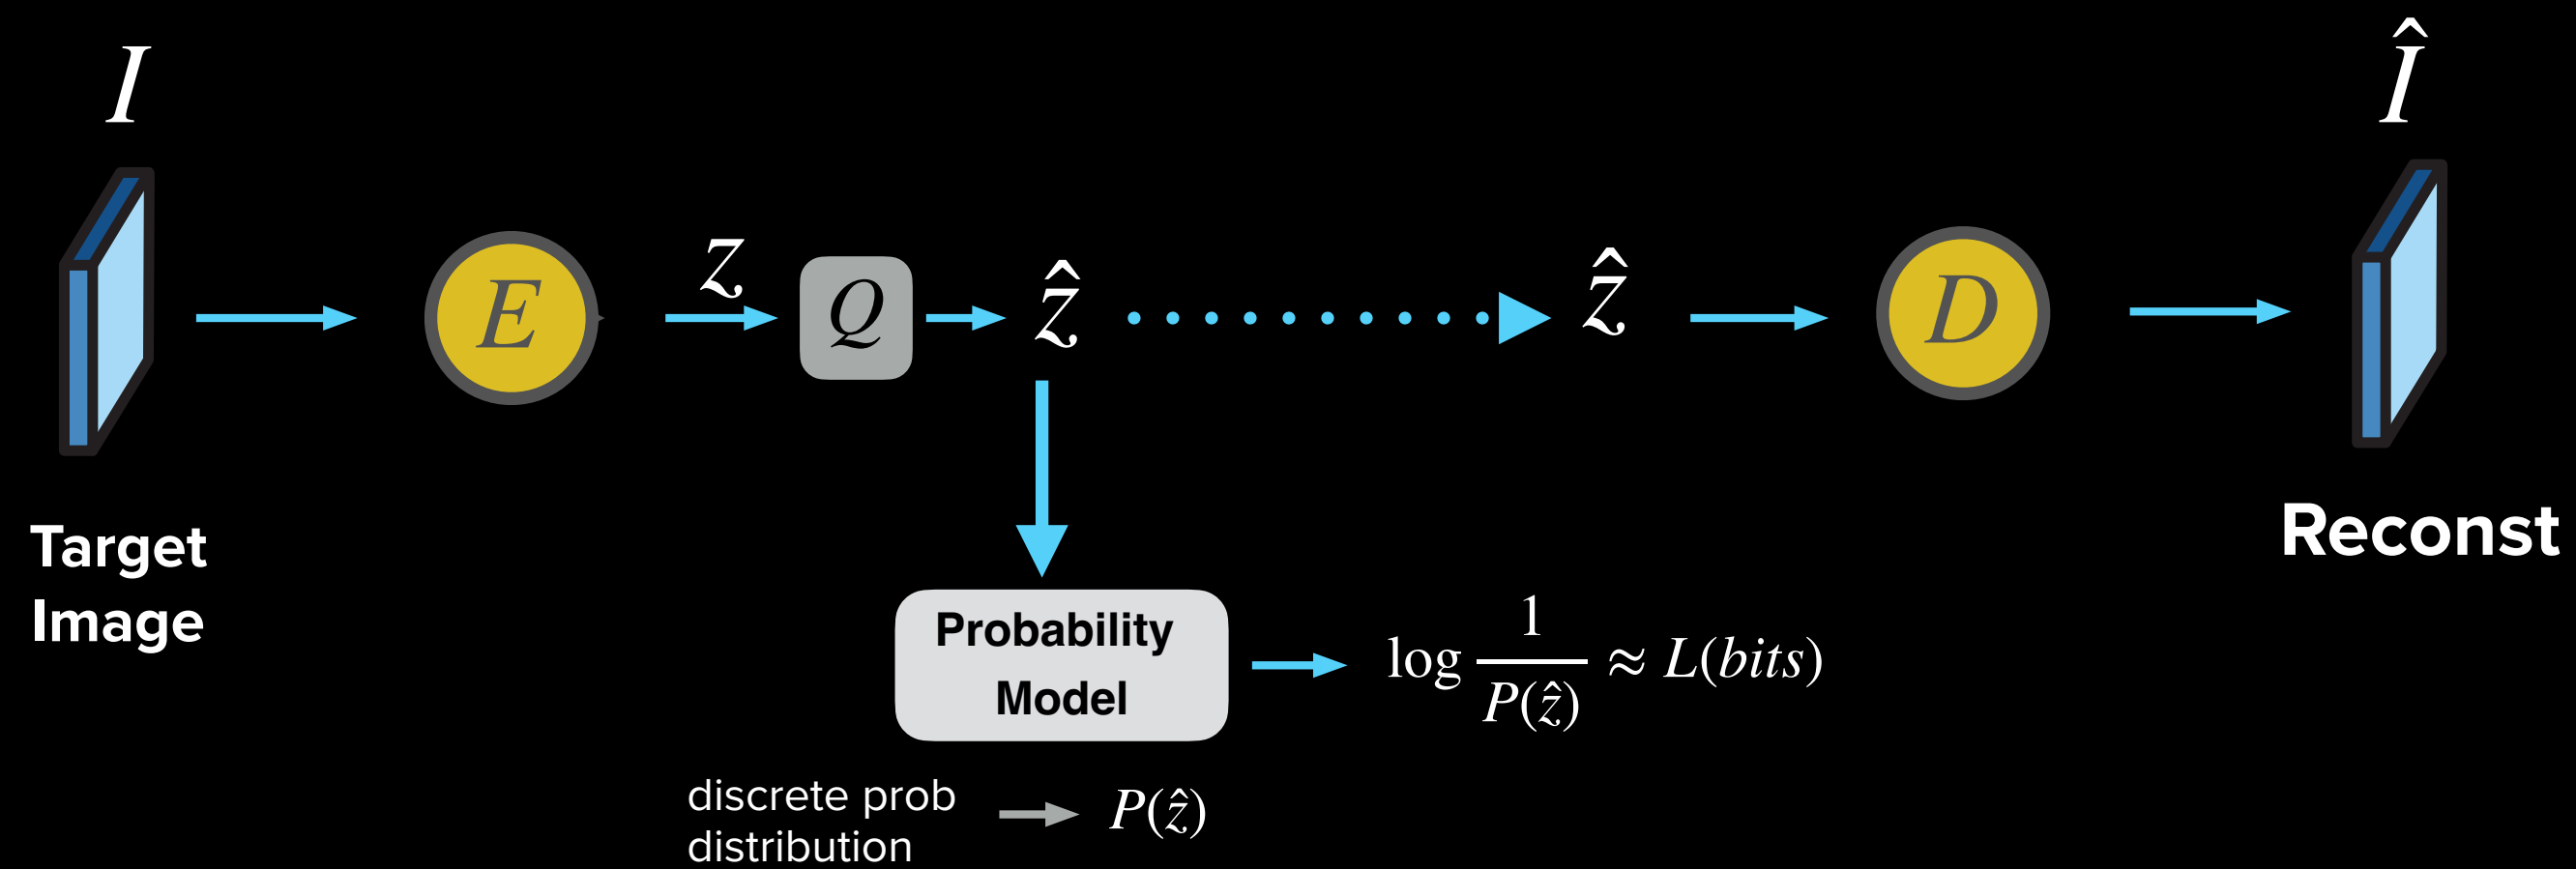 I
Î
E
z
Q
ẑ
ẑ
D
Target
Image
Reconst
Probability
Model
log 1/P(ẑ) ≈ L(bits)
discrete prob
distribution
P(ẑ)